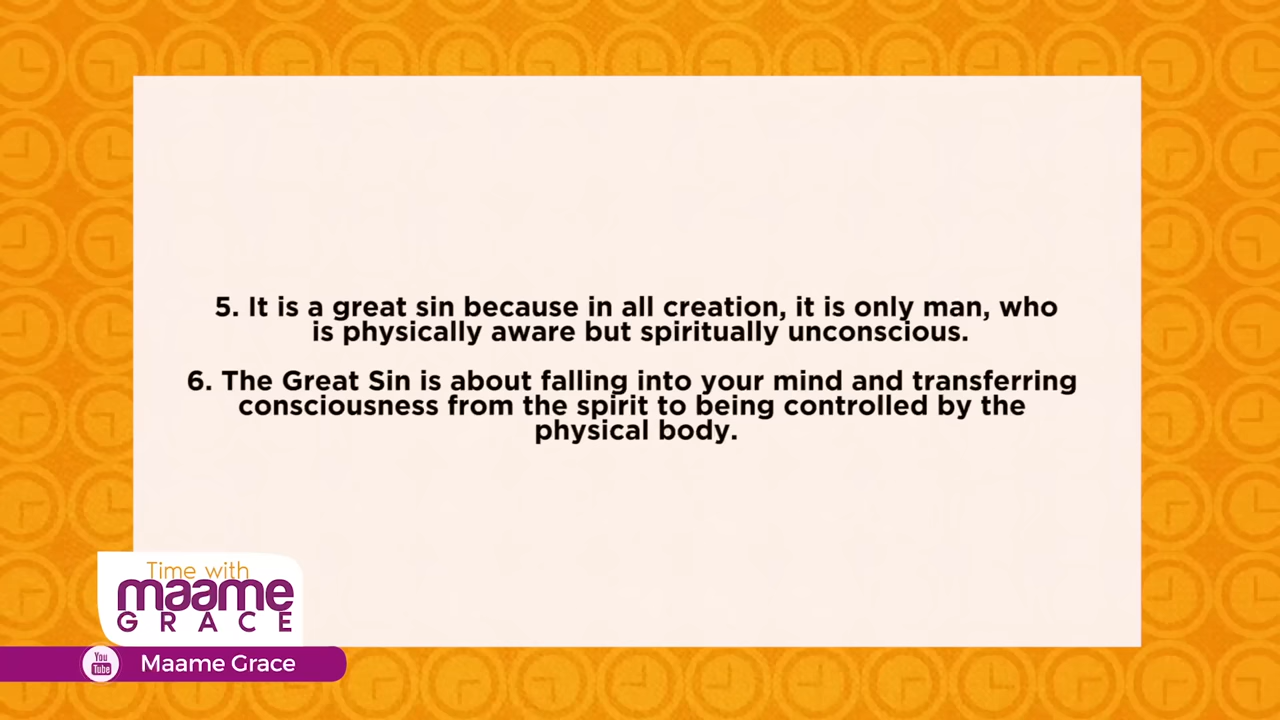 5. It is a great sin because in all creation, it is only man, who
is physically aware but spiritually unconscious.
6. The Great Sin is about falling into your mind and transferring
consciousness from the spirit to being controlled by the
physical body.
Time with
maame
GRACE
You
Tube
Maame Grace